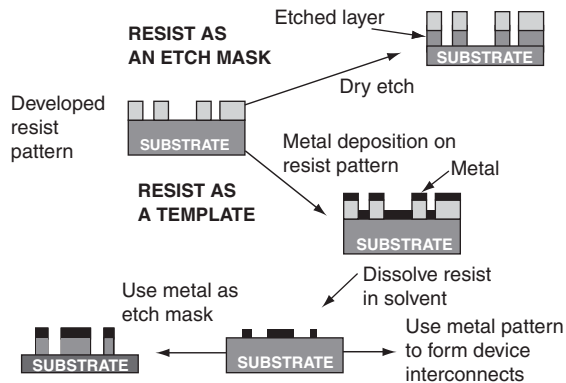 RESIST AS
AN ETCH MASK
Etched layer
SUBSTRATE
Dry etch
Developed
resist
pattern
SUBSTRATE
Metal deposition on
resist pattern
Metal
RESIST AS
A TEMPLATE
SUBSTRATE
Dissolve resist
in solvent
Use metal as
etch mask
SUBSTRATE
SUBSTRATE
Use metal pattern
to form device
interconnects